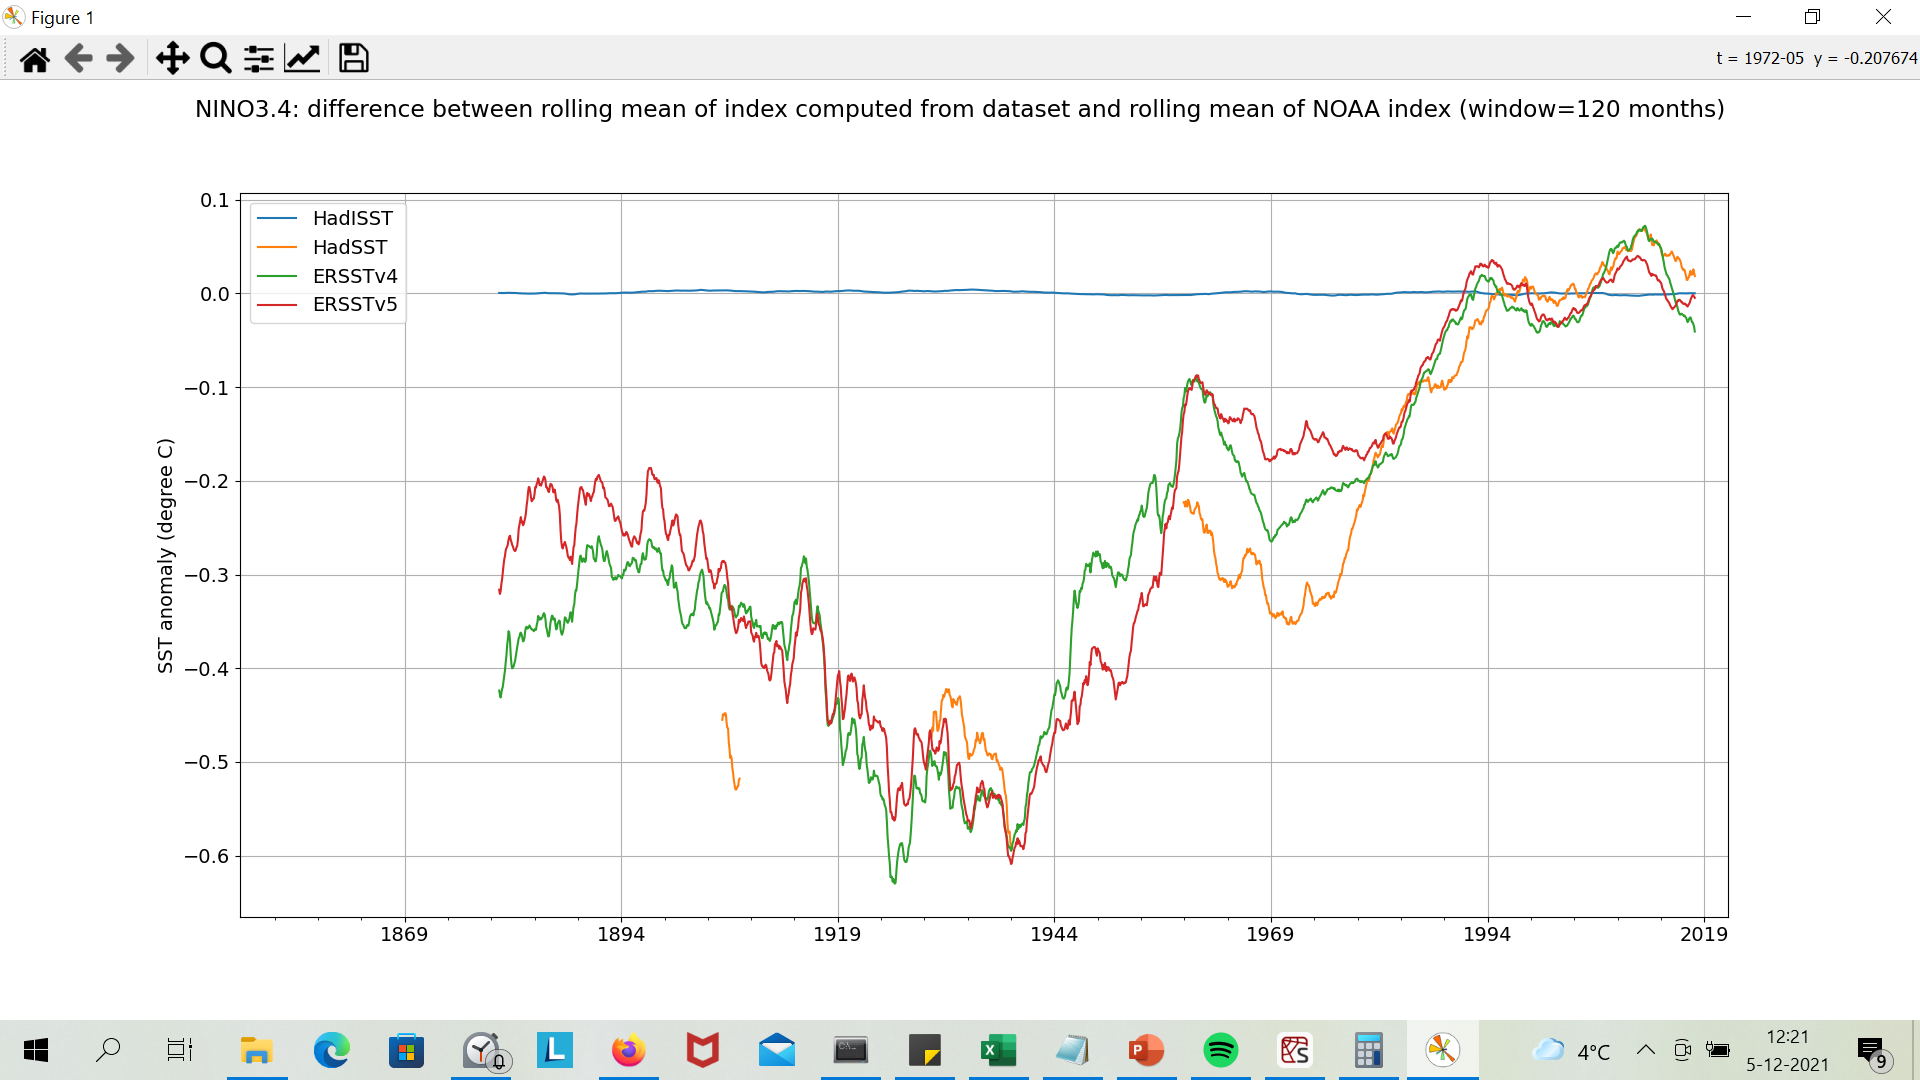 Figure 1
t = 1972-05 y = -0.207674
NINO3.4: difference between rolling mean of index computed from dataset and rolling mean of NOAA index (window=120 months)
HadISST
HadSST
ERSSTv4
ERSSTv5
SST anomaly (degree C)
0.1
0.0
−0.1
−0.2
−0.3
−0.4
−0.5
−0.6
1869 1894 1919 1944 1969 1994 2019
4°C
12:21
5-12-2021
9